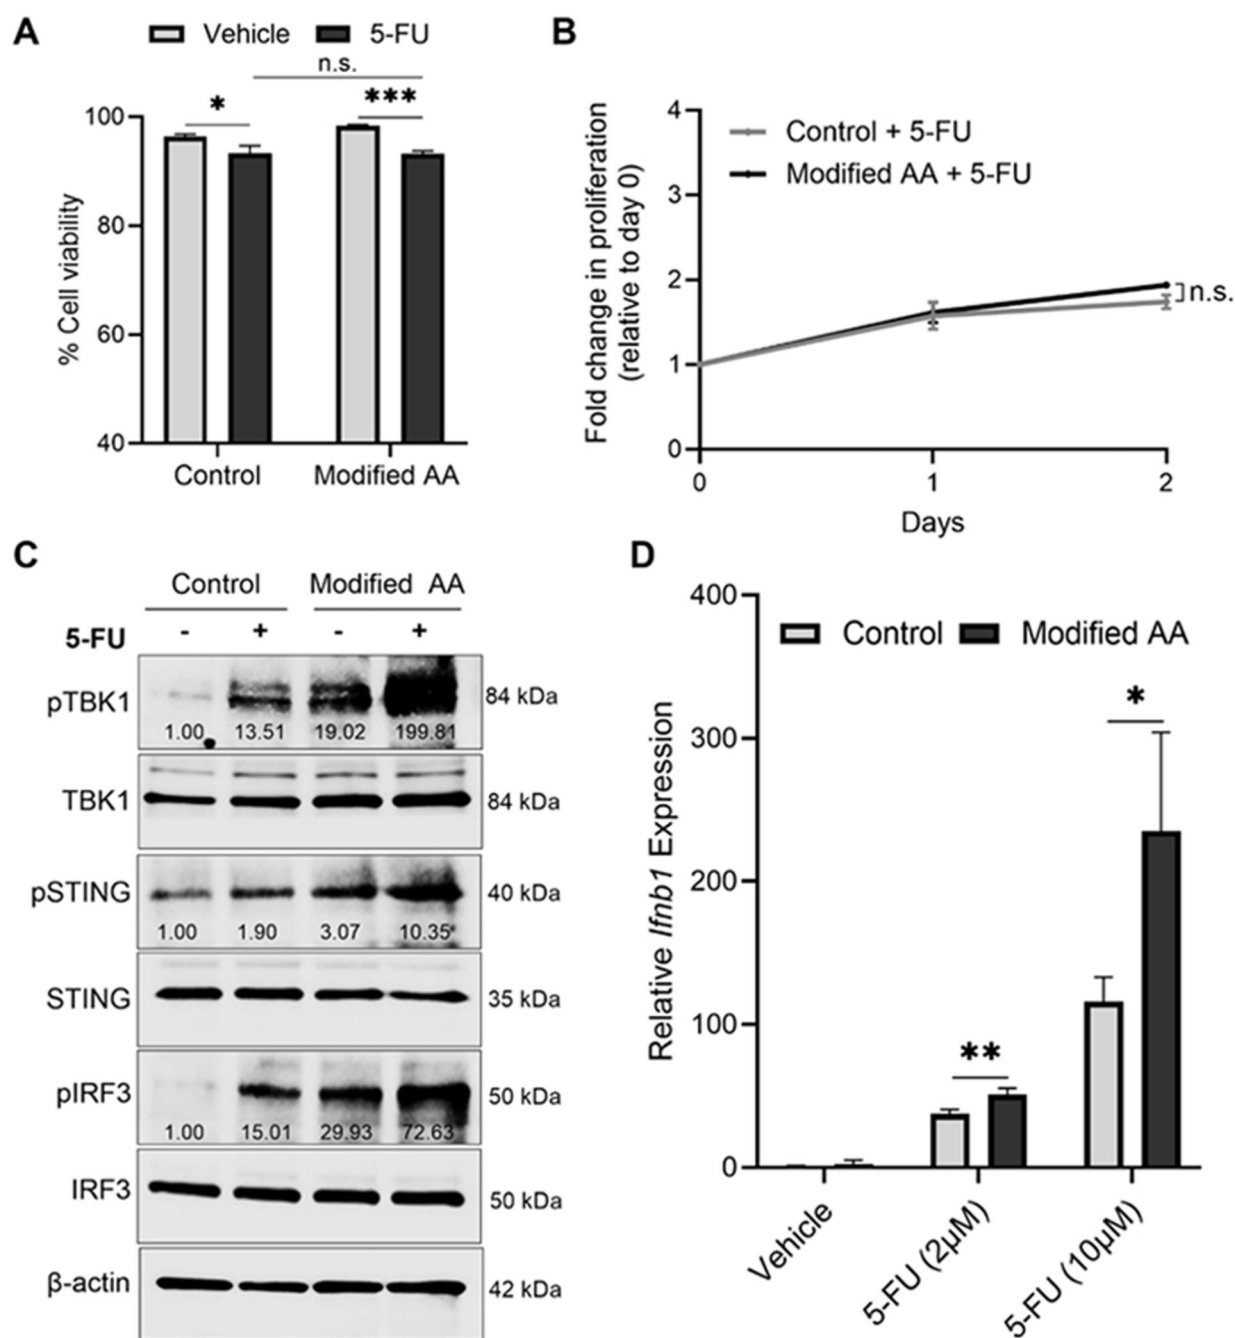 A
Vehicle 5-FU
n.s.
* ***
100
80
60
40
% Cell viability
Control Modified AA
B
4
3
2
1
0
Fold change in proliferation
(relative to day 0)
Control + 5-FU
Modified AA + 5-FU
n.s.
0 1 2
Days
C
Control Modified AA
5-FU - + - +
pTBK1 84 kDa
1.00 13.51 19.02 199.81
TBK1 84 kDa
pSTING 40 kDa
1.00 1.90 3.07 10.35
STING 35 kDa
pIRF3 50 kDa
1.00 15.01 29.93 72.63
IRF3 50 kDa
β-actin 42 kDa
D
400
300
200
100
0
Relative Ifnb1 Expression
Control Modified AA
*
**
Vehicle
5-FU (2μM)
5-FU (10μM)